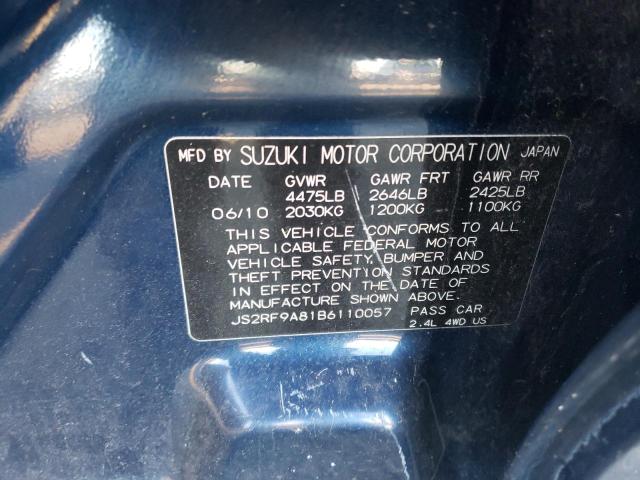 MFD BY SUZUKI MOTOR CORPORATION JAPAN
DATE GVWR GAWR FRT GAWR RR
4475LB 2646LB 2425LB
06/10 2030KG 1200KG 1100KG
THIS VEHICLE CONFORMS TO ALL
APPLICABLE FEDERAL MOTOR
VEHICLE SAFETY, BUMPER AND
THEFT PREVENTION STANDARDS
IN EFFECT ON THE DATE OF
MANUFACTURE SHOWN ABOVE.
JS2RF9A81B6110057 PASS CAR
2.4L 4WD US